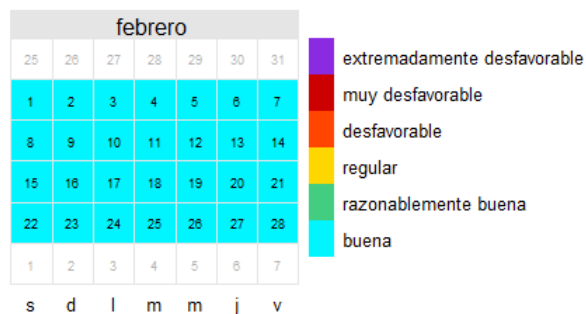 febrero
25 26 27 28 29 30 31
1 2 3 4 5 6 7
8 9 10 11 12 13 14
15 16 17 18 19 20 21
22 23 24 25 26 27 28
1 2 3 4 5 6 7
s d l m m j v
extremadamente desfavorable
muy desfavorable
desfavorable
regular
razonablemente buena
buena